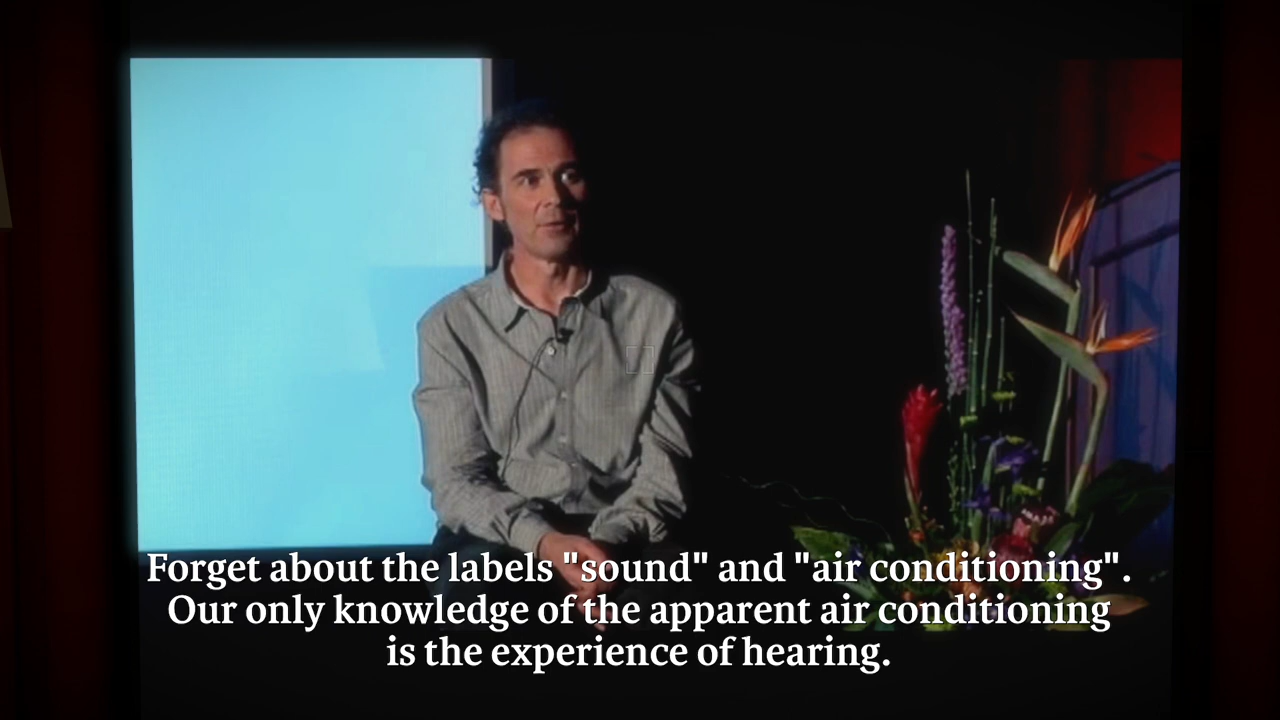 Forget about the labels "sound" and "air conditioning".
Our only knowledge of the apparent air conditioning
is the experience of hearing.